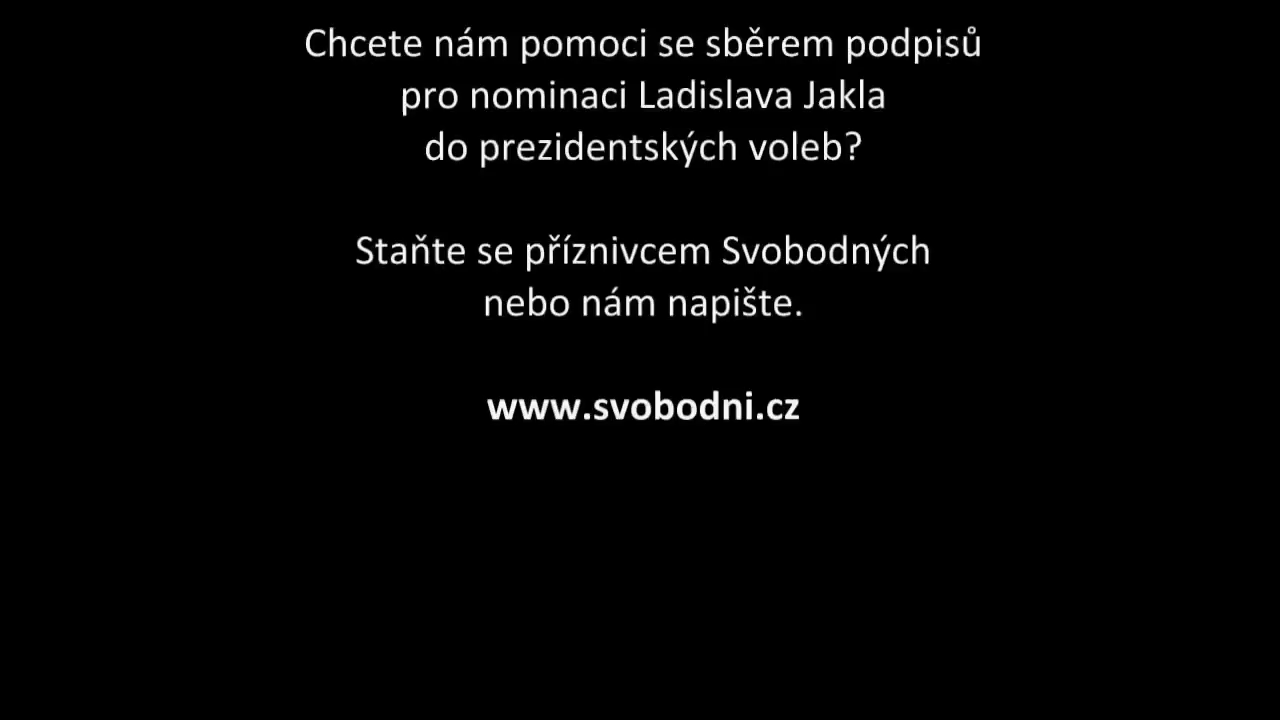 Chcete nám pomoci se sběrem podpisů
pro nominaci Ladislava Jakla
do prezidentských voleb?
Staňte se příznivcem Svobodných
nebo nám napište.
www.svobodni.cz